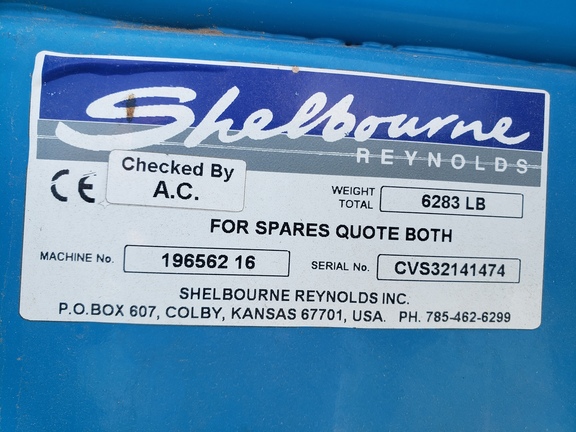 Shelbourne
REYNOLDS
CE
Checked By
A.C.
WEIGHT
TOTAL
6283 LB
FOR SPARES QUOTE BOTH
MACHINE No. 196562 16 SERIAL No. CVS32141474
SHELBOURNE REYNOLDS INC.
P.O.BOX 607, COLBY, KANSAS 67701, USA. PH. 785-462-6299